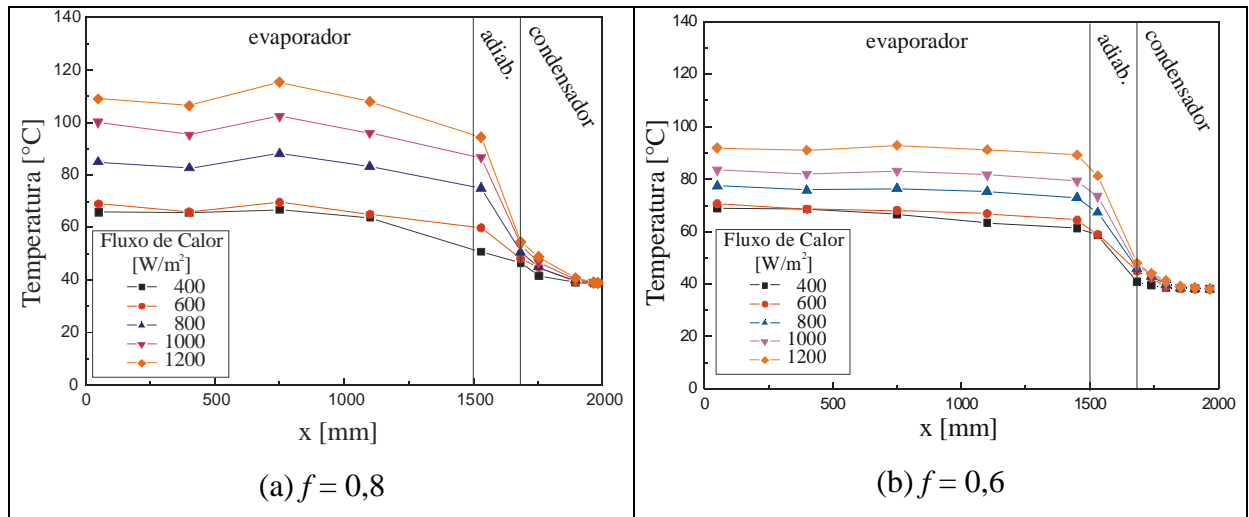 140
120
100
80
60
40
20
0
Temperatura [°C]
evaporador
adiab.
condensador
Fluxo de Calor
[W/m²]
400
600
800
1000
1200
0 500 1000 1500 2000
x [mm]
(a) f = 0,8
140
120
100
80
60
40
20
0
Temperatura [°C]
evaporador
adiab.
condensador
Fluxo de Calor
[W/m²]
400
600
800
1000
1200
0 500 1000 1500 2000
x [mm]
(b) f = 0,6